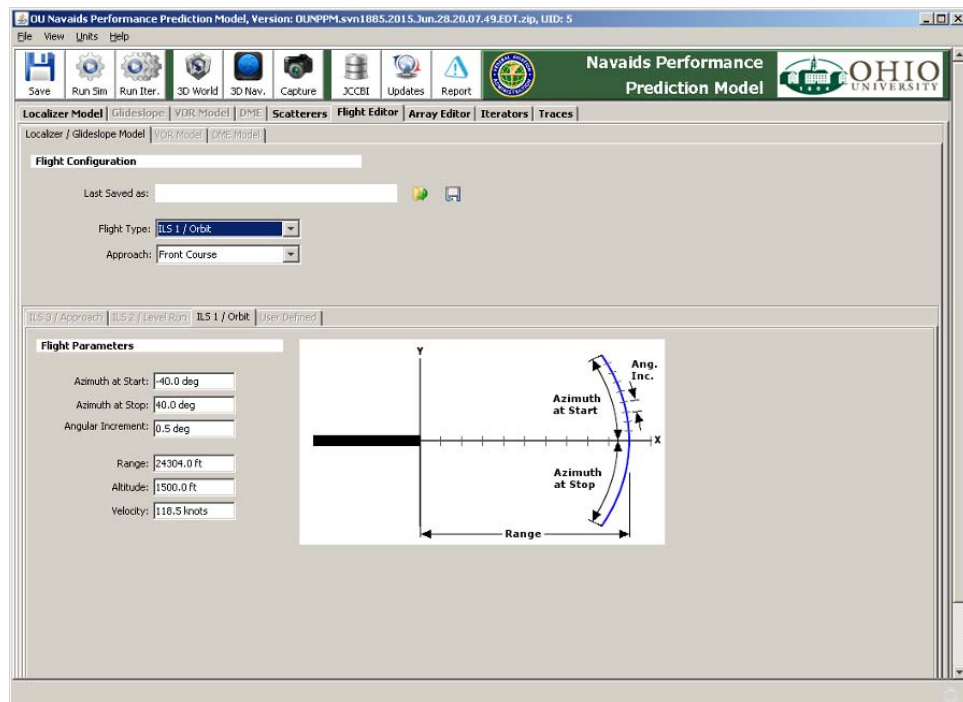 OU Navaids Performance Prediction Model, Version: OUNPPM.svn1885.2015.Jun.28.20.07.49.EDT.zip, UID: 5
File View Units Help
Save Run Sim Run Iter. 3D World 3D Nav. Capture JCCBI Updates Report
Navaids Performance
Prediction Model
OHIO
UNIVERSITY
Localizer Model Glideslope VOR Model DME Scatterers Flight Editor Array Editor Iterators Traces
Localizer / Glideslope Model VOR Model DME Model
Flight Configuration
Last Saved as:
Flight Type: ILS 1 / Orbit
Approach: Front Course
ILS 3 / Approach ILS 2 / Level Run ILS 1 / Orbit User Defined
Flight Parameters
Azimuth at Start: -40.0 deg
Azimuth at Stop: 40.0 deg
Angular Increment: 0.5 deg
Range: 24304.0 ft
Altitude: 1500.0 ft
Velocity: 118.5 knots
Y
Ang.
Inc.
Azimuth
at Start
X
Azimuth
at Stop
Range